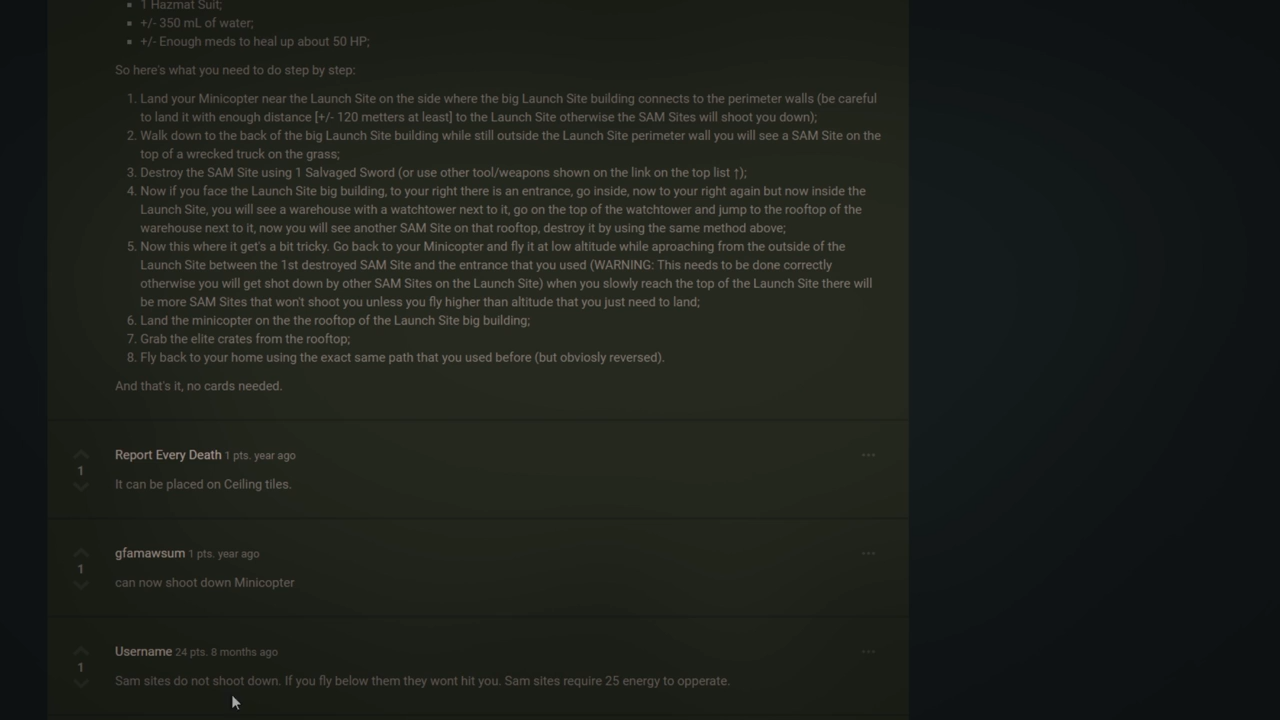 1 Hazmat Suit;
+/- 350 mL of water;
+/- Enough meds to heal up about 50 HP;
So here's what you need to do step by step:
1. Land your Minicopter near the Launch Site on the side where the big Launch Site building connects to the perimeter walls (be careful
to land it with enough distance [+/- 120 metters at least] to the Launch Site otherwise the SAM Sites will shoot you down);
2. Walk down to the back of the big Launch Site building while still outside the Launch Site perimeter wall you will see a SAM Site on the
top of a wrecked truck on the grass;
3. Destroy the SAM Site using 1 Salvaged Sword (or use other tool/weapons shown on the link on the top list ↑);
4. Now if you face the Launch Site big building, to your right there is an entrance, go inside, now to your right again but now inside the
Launch Site, you will see a warehouse with a watchtower next to it, go on the top of the watchtower and jump to the rooftop of the
warehouse next to it, now you will see another SAM Site on that rooftop, destroy it by using the same method above;
5. Now this where it get's a bit tricky. Go back to your Minicopter and fly it at low altitude while aproaching from the outside of the
Launch Site between the 1st destroyed SAM Site and the entrance that you used (WARNING: This needs to be done correctly
otherwise you will get shot down by other SAM Sites on the Launch Site) when you slowly reach the top of the Launch Site there will
be more SAM Sites that won't shoot you unless you fly higher than altitude that you just need to land;
6. Land the minicopter on the the rooftop of the Launch Site big building;
7. Grab the elite crates from the rooftop;
8. Fly back to your home using the exact same path that you used before (but obviosly reversed).
And that's it, no cards needed.
Report Every Death 1 pts. year ago
1
It can be placed on Ceiling tiles.
gfamawsum 1 pts. year ago
1
can now shoot down Minicopter
Username 24 pts. 8 months ago
1
Sam sites do not shoot down. If you fly below them they wont hit you. Sam sites require 25 energy to opperate.